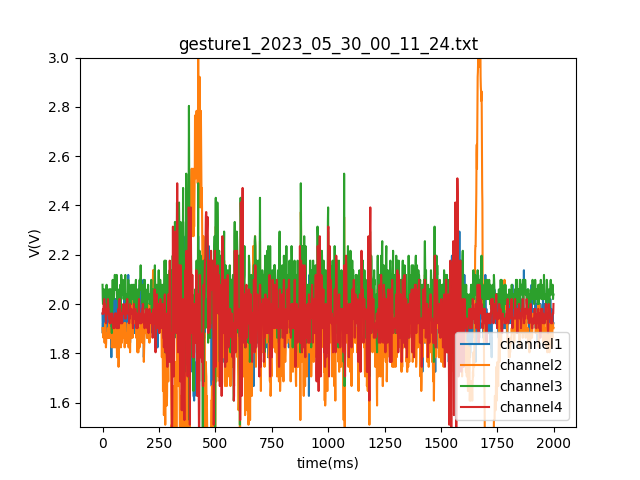 gesture1_2023_05_30_00_11_24.txt
3.0
2.8
2.6
2.4
2.2
2.0
1.8
1.6
V(V)
channel1
channel2
channel3
channel4
0 250 500 750 1000 1250 1500 1750 2000
time(ms)